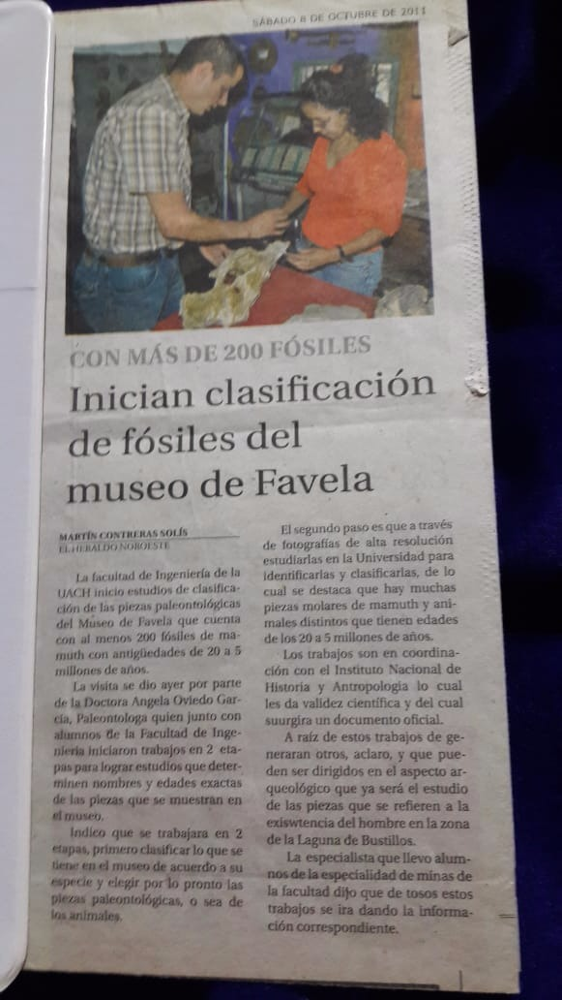 SÁBADO 8 DE OCTUBRE DE 2011
CON MÁS DE 200 FÓSILES
Inician clasificación
de fósiles del
museo de Favela
MARTÍN CONTRERAS SOLÍS
EL HERALDO NOROESTE
La facultad de Ingeniería de la
UACH inicio estudios de clasifica-
ción de las piezas paleontológicas
del Museo de Favela que cuenta
con al menos 200 fósiles de ma-
muth con antigüedades de 20 a 5
millones de años.
La visita se dio ayer por parte
de la Doctora Angela Oviedo Gar-
cía, Paleontologa quien junto con
alumnos de la Facultad de Inge-
niería iniciaron trabajos en 2 eta-
pas para lograr estudios que deter-
minen nombres y edades exactas
de las piezas que se muestran en
el museo.
Indico que se trabajara en 2
etapas, primero clasificar lo que se
tiene en el museo de acuerdo a su
especie y elegir por lo pronto las
piezas paleontológicas, o sea de
los animales.
El segundo paso es que a través
de fotografías de alta resolución
estudiarlas en la Universidad para
identificarlas y clasificarlas, de lo
cual se destaca que hay muchas
piezas molares de mamuth y ani-
males distintos que tienen edades
de los 20 a 5 millones de años.
Los trabajos son en coordina-
ción con el Instituto Nacional de
Historia y Antropología lo cual
les da validez científica y del cual
suurgira un documento oficial.
A raíz de estos trabajos de ge-
neraran otros, aclaro, y que pue-
den ser dirigidos en el aspecto ar-
queológico que ya será el estudio
de las piezas que se refieren a la
exiswtencia del hombre en la zona
de la Laguna de Bustillos.
La especialista que llevo alum-
nos de la especialidad de minas de
la facultad dijo que de tosos estos
trabajos se ira dando la informa-
ción correspondiente.